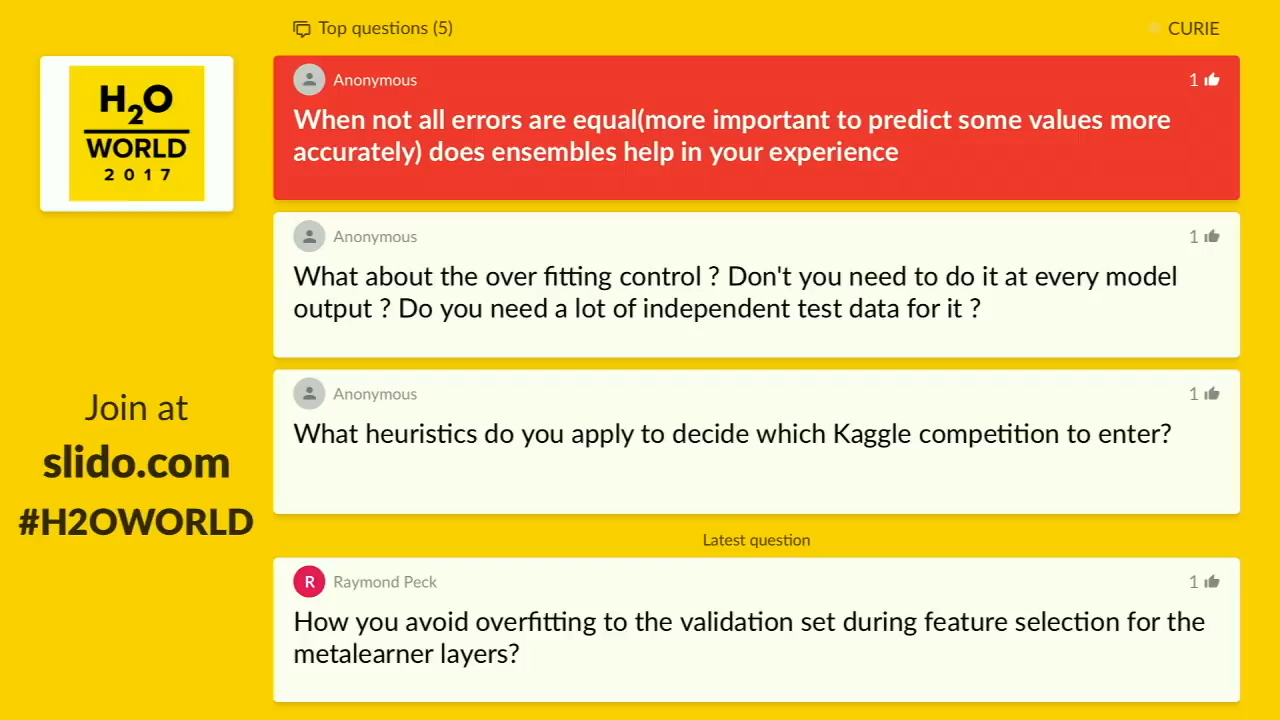 Top questions (5)
CURIE
H2O
WORLD
2017
Join at
slido.com
#H2OWORLD
Anonymous
1
When not all errors are equal(more important to predict some values more
accurately) does ensembles help in your experience
Anonymous
1
What about the over fitting control ? Don't you need to do it at every model
output ? Do you need a lot of independent test data for it ?
Anonymous
1
What heuristics do you apply to decide which Kaggle competition to enter?
Latest question
R
Raymond Peck
1
How you avoid overfitting to the validation set during feature selection for the
metalearner layers?